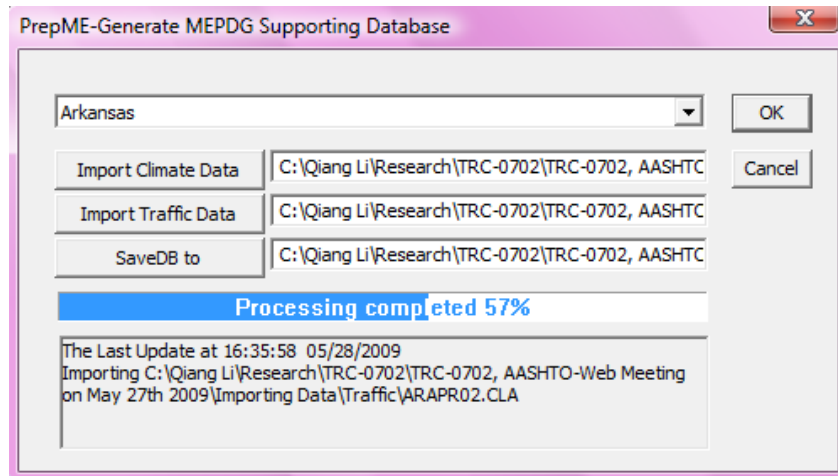 PrepME-Generate MEPDG Supporting Database
X
Arkansas
OK
Import Climate Data
C:\Qiang Li\Research\TRC-0702\TRC-0702, AASHTC
Cancel
Import Traffic Data
C:\Qiang Li\Research\TRC-0702\TRC-0702, AASHTC
SaveDB to
C:\Qiang Li\Research\TRC-0702\TRC-0702, AASHTC
Processing completed 57%
The Last Update at 16:35:58 05/28/2009
Importing C:\Qiang Li\Research\TRC-0702\TRC-0702, AASHTO-Web Meeting
on May 27th 2009\Importing Data\Traffic\ARAPR02.CLA